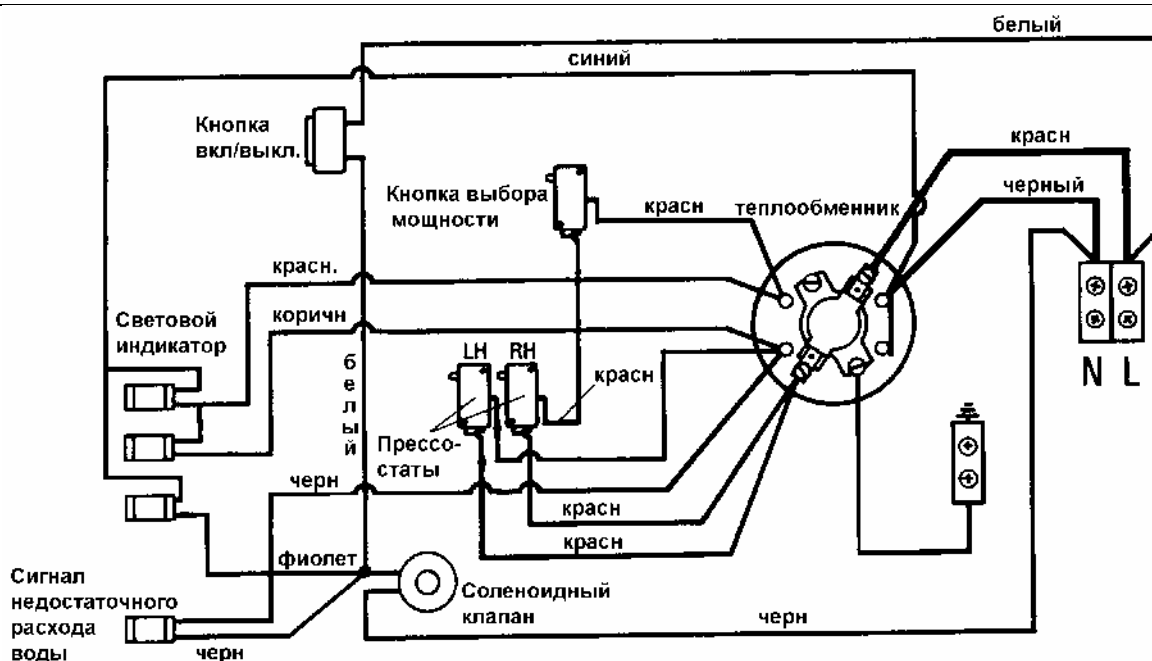 белый
синий
Кнопка
вкл/выкл.
красн
Кнопка выбора
мощности
черный
красн
теплообменник
красн.
Световой
индикатор
коричн
белый
LH
RH
красн
N
L
Прессо-
статы
черн
красн
красн
фиолет
Сигнал
недостаточного
расхода
воды
Соленоидный
клапан
черн
черн